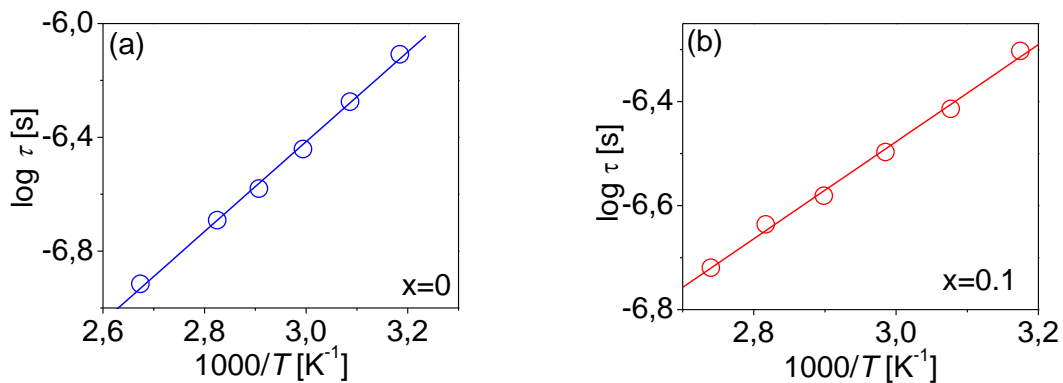 (a)
-6,0
-6,4
-6,8
log τ [s]
x=0
2,6 2,8 3,0 3,2
1000/T [K-1]
(b)
-6,4
-6,6
-6,8
log τ [s]
x=0.1
2,8 3,0 3,2
1000/T [K-1]